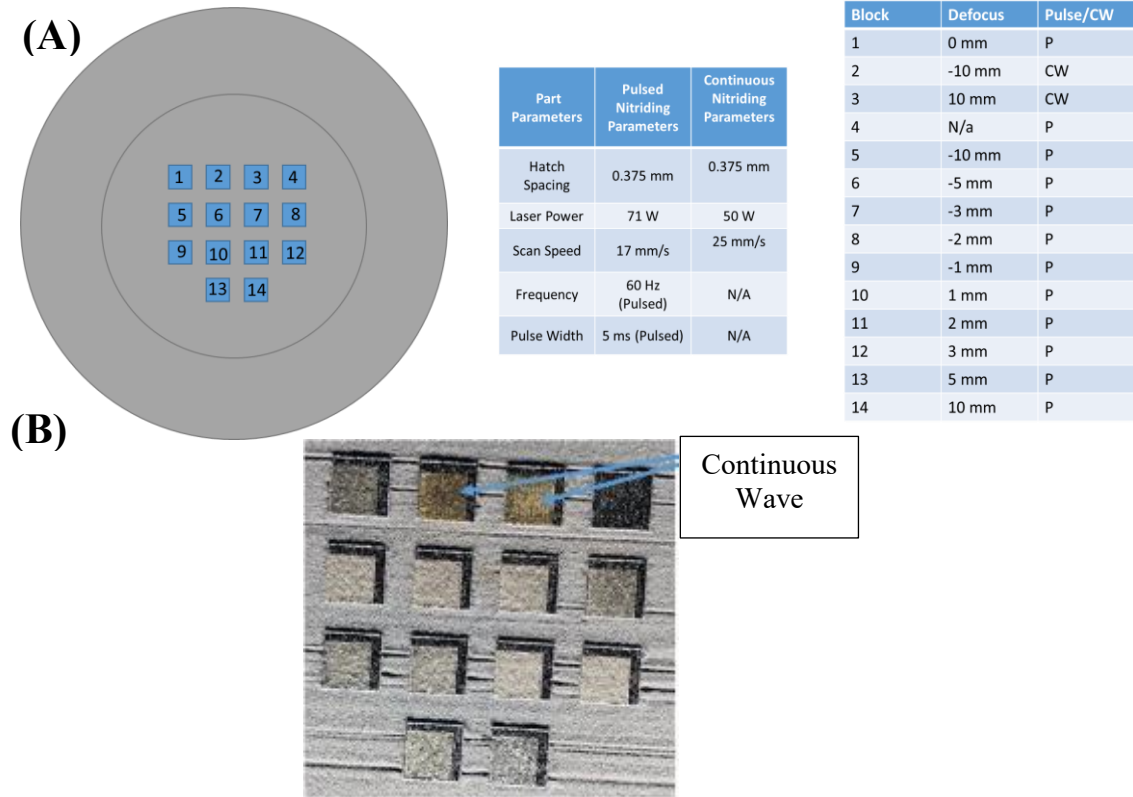 (A)
1 2 3 4
5 6 7 8
9 10 11 12
13 14
Part Parameters
Pulsed Nitriding Parameters
Continuous Nitriding Parameters
Hatch Spacing
0.375 mm
0.375 mm
Laser Power
71 W
50 W
Scan Speed
17 mm/s
25 mm/s
Frequency
60 Hz (Pulsed)
N/A
Pulse Width
5 ms (Pulsed)
N/A
Block Defocus Pulse/CW
1 0 mm P
2 -10 mm CW
3 10 mm CW
4 N/a P
5 -10 mm P
6 -5 mm P
7 -3 mm P
8 -2 mm P
9 -1 mm P
10 1 mm P
11 2 mm P
12 3 mm P
13 5 mm P
14 10 mm P
(B)
Continuous
Wave